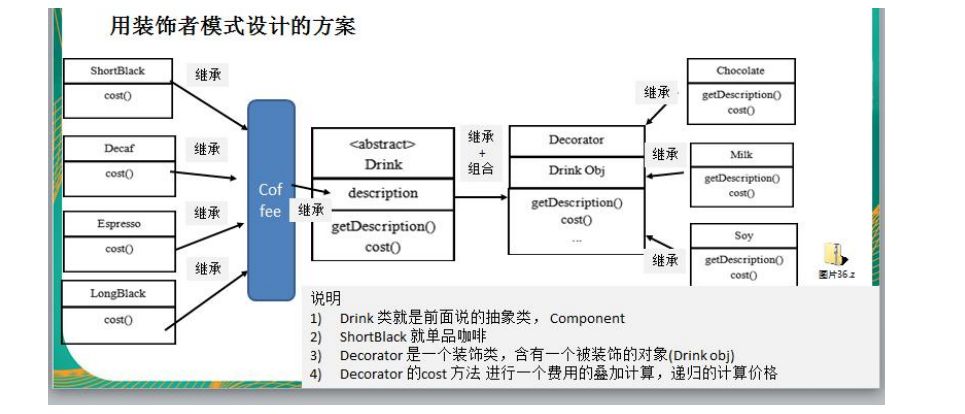 用装饰者模式设计的方案
ShortBlack
cost()
继承
Decaf
cost()
继承
Espresso
cost()
继承
LongBlack
cost()
继承
Cof
fee
继承
<abstract>
Drink
description
getDescription()
cost()
继承
+
组合
Decorator
Drink Obj
getDescription()
cost()
...
Chocolate
getDescription()
cost()
继承
Milk
getDescription()
cost()
继承
Soy
getDescription()
cost()
继承
图片36.z
说明
1) Drink 类就是前面说的抽象类， Component
2) ShortBlack 就单品咖啡
3) Decorator 是一个装饰类，含有一个被装饰的对象(Drink obj)
4) Decorator 的cost 方法 进行一个费用的叠加计算，递归的计算价格